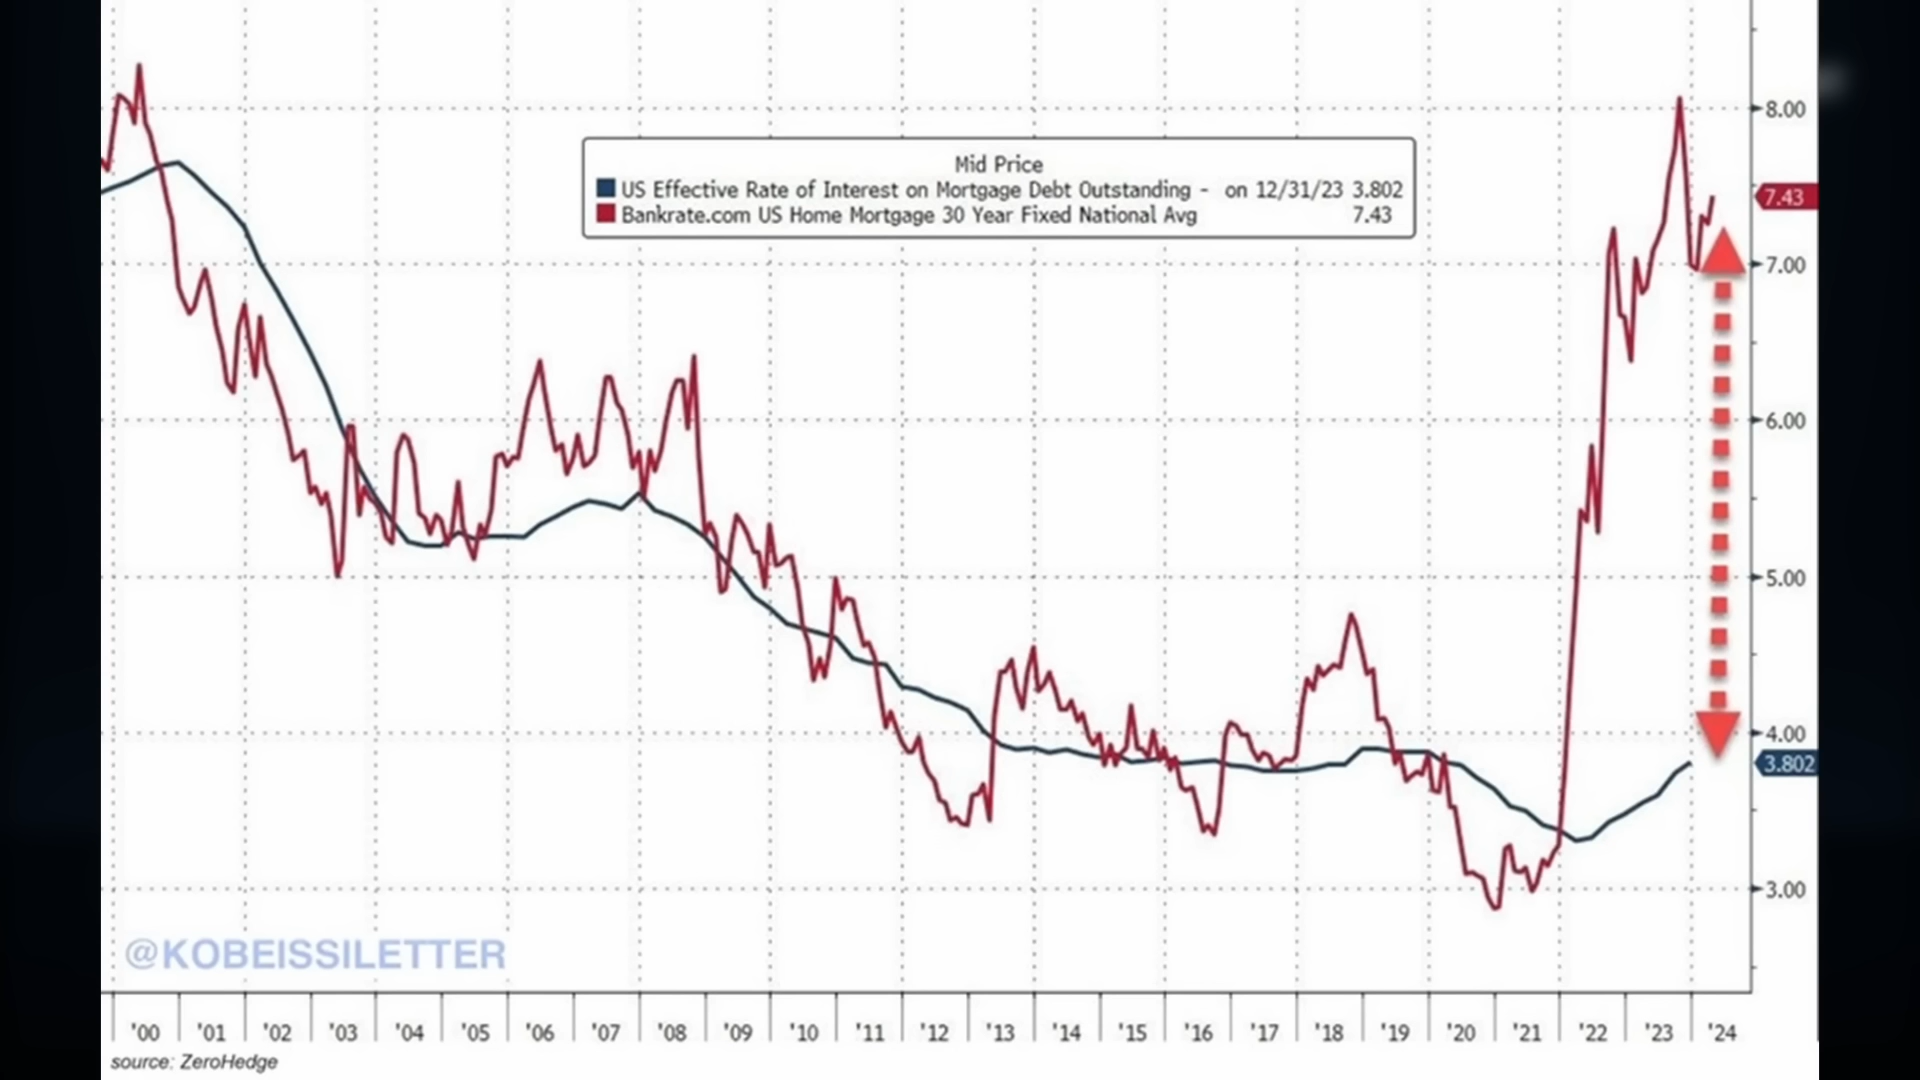 8.00
Mid Price
US Effective Rate of Interest on Mortgage Debt Outstanding - on 12/31/23 3.802
Bankrate.com US Home Mortgage 30 Year Fixed National Avg 7.43
7.43
7.00
6.00
5.00
4.00
3.802
3.00
@KOBEISSILETTER
'00 '01 '02 '03 '04 '05 '06 '07 '08 '09 '10 '11 '12 '13 '14 '15 '16 '17 '18 '19 '20 '21 '22 '23 '24
source: ZeroHedge